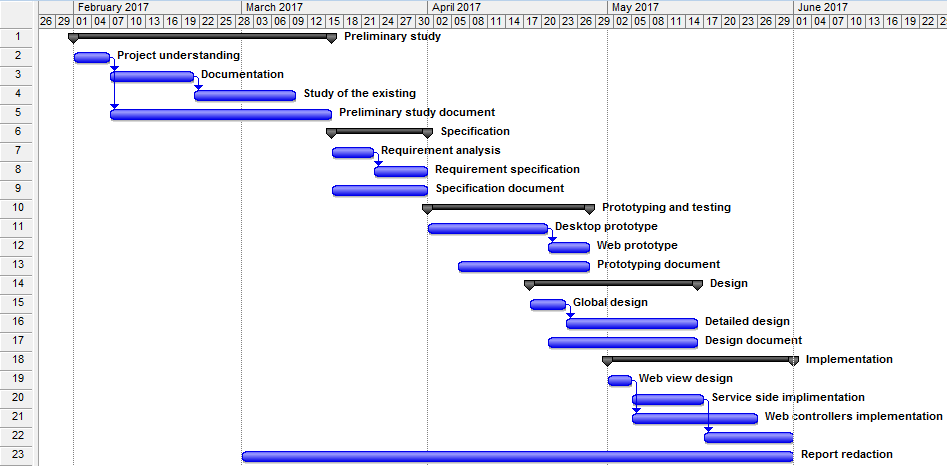 February 2017 March 2017 April 2017 May 2017 June 2017
26 29 01 04 07 10 13 16 19 22 25 28 03 06 09 12 15 18 21 24 27 30 02 05 08 11 14 17 20 23 26 29 02 05 08 11 14 17 20 23 26 29 01 04 07 10 13 16 19 22
1 Preliminary study
2 Project understanding
3 Documentation
4 Study of the existing
5 Preliminary study document
6 Specification
7 Requirement analysis
8 Requirement specification
9 Specification document
10 Prototyping and testing
11 Desktop prototype
12 Web prototype
13 Prototyping document
14 Design
15 Global design
16 Detailed design
17 Design document
18 Implementation
19 Web view design
20 Service side implimentation
21 Web controllers implementation
22
23 Report redaction